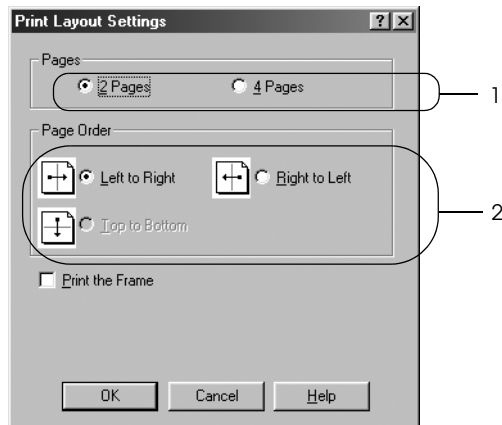 Print Layout Settings
Pages
2 Pages 4 Pages
1
Page Order
Left to Right Right to Left
2
Top to Bottom
Print the Frame
OK Cancel Help